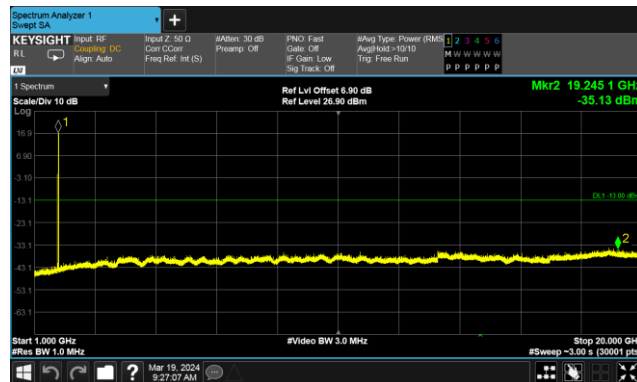 Spectrum Analyzer 1
Swept SA
+
KEYSIGHT
RL
LXI
Input: RF
Coupling: DC
Align: Auto
Input Z: 50 Ω
Corr CCorr
Freq Ref: Int (S)
#Atten: 30 dB
Preamp: Off
PNO: Fast
Gate: Off
IF Gain: Low
Sig Track: Off
#Avg Type: Power (RMS
Avg|Hold:>10/10
Trig: Free Run
1 2 3 4 5 6
M W W W W W
P P P P P P
1 Spectrum
Scale/Div 10 dB
Log
Ref Lvl Offset 6.90 dB
Ref Level 26.90 dBm
Mkr2 19.245 1 GHz
-35.13 dBm
1
16.9
6.90
-3.10
-13.1
DL1 -13.00 dBm
-23.1
-33.1
2
-43.1
-53.1
-63.1
Start 1.000 GHz
#Res BW 1.0 MHz
#Video BW 3.0 MHz
Stop 20.000 GHz
#Sweep ~3.00 s (30001 pts)
?
Mar 19, 2024
9:27:07 AM